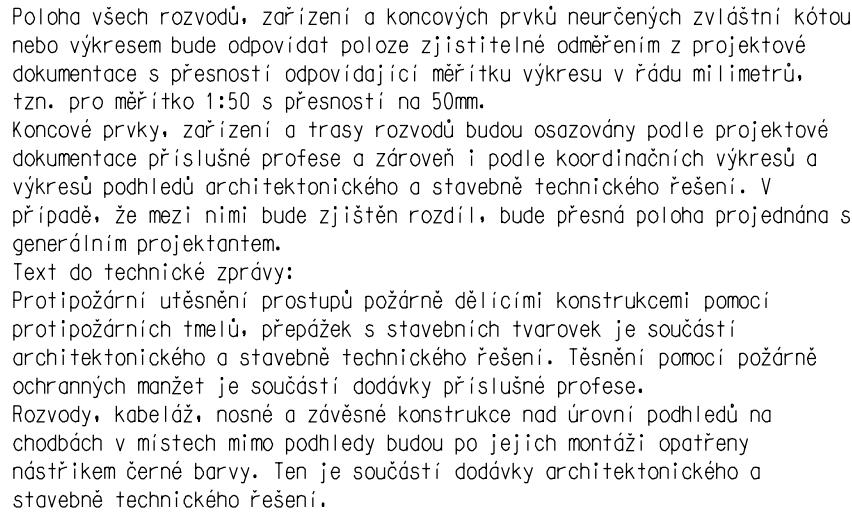 Poloha všech rozvodů, zařízení a koncových prvků neurčených zvláštní kótou
nebo výkresem bude odpovídat poloze zjistitelné odměřením z projektové
dokumentace s přesností odpovídající měřítku výkresu v řádu milimetrů,
tzn. pro měřítko 1:50 s přesností na 50mm.
Koncové prvky, zařízení a trasy rozvodů budou osazovány podle projektové
dokumentace příslušné profese a zároveň i podle koordinačních výkresů a
výkresů podhledů architektonického a stavebně technického řešení. V
případě, že mezi nimi bude zjištěn rozdíl, bude přesná poloha projednána s
generálním projektantem.
Text do technické zprávy:
Protipožární utěsnění prostupů požárně dělícími konstrukcemi pomocí
protipožárních tmelů, přepážek s stavebních tvarovek je součástí
architektonického a stavebně technického řešení. Těsnění pomocí požárně
ochranných manžet je součástí dodávky příslušné profese.
Rozvody, kabeláž, nosné a závěsné konstrukce nad úrovní podhledů na
chodbách v místech mimo podhledy budou po jejich montáži opatřeny
nástřikem černé barvy. Ten je součástí dodávky architektonického a
stavebně technického řešení.